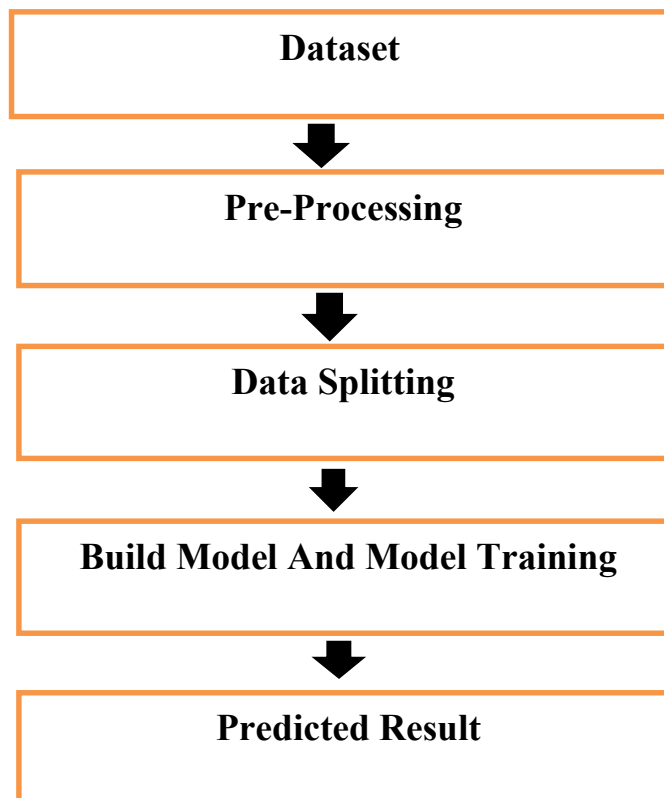 Dataset
Pre-Processing
Data Splitting
Build Model And Model Training
Predicted Result